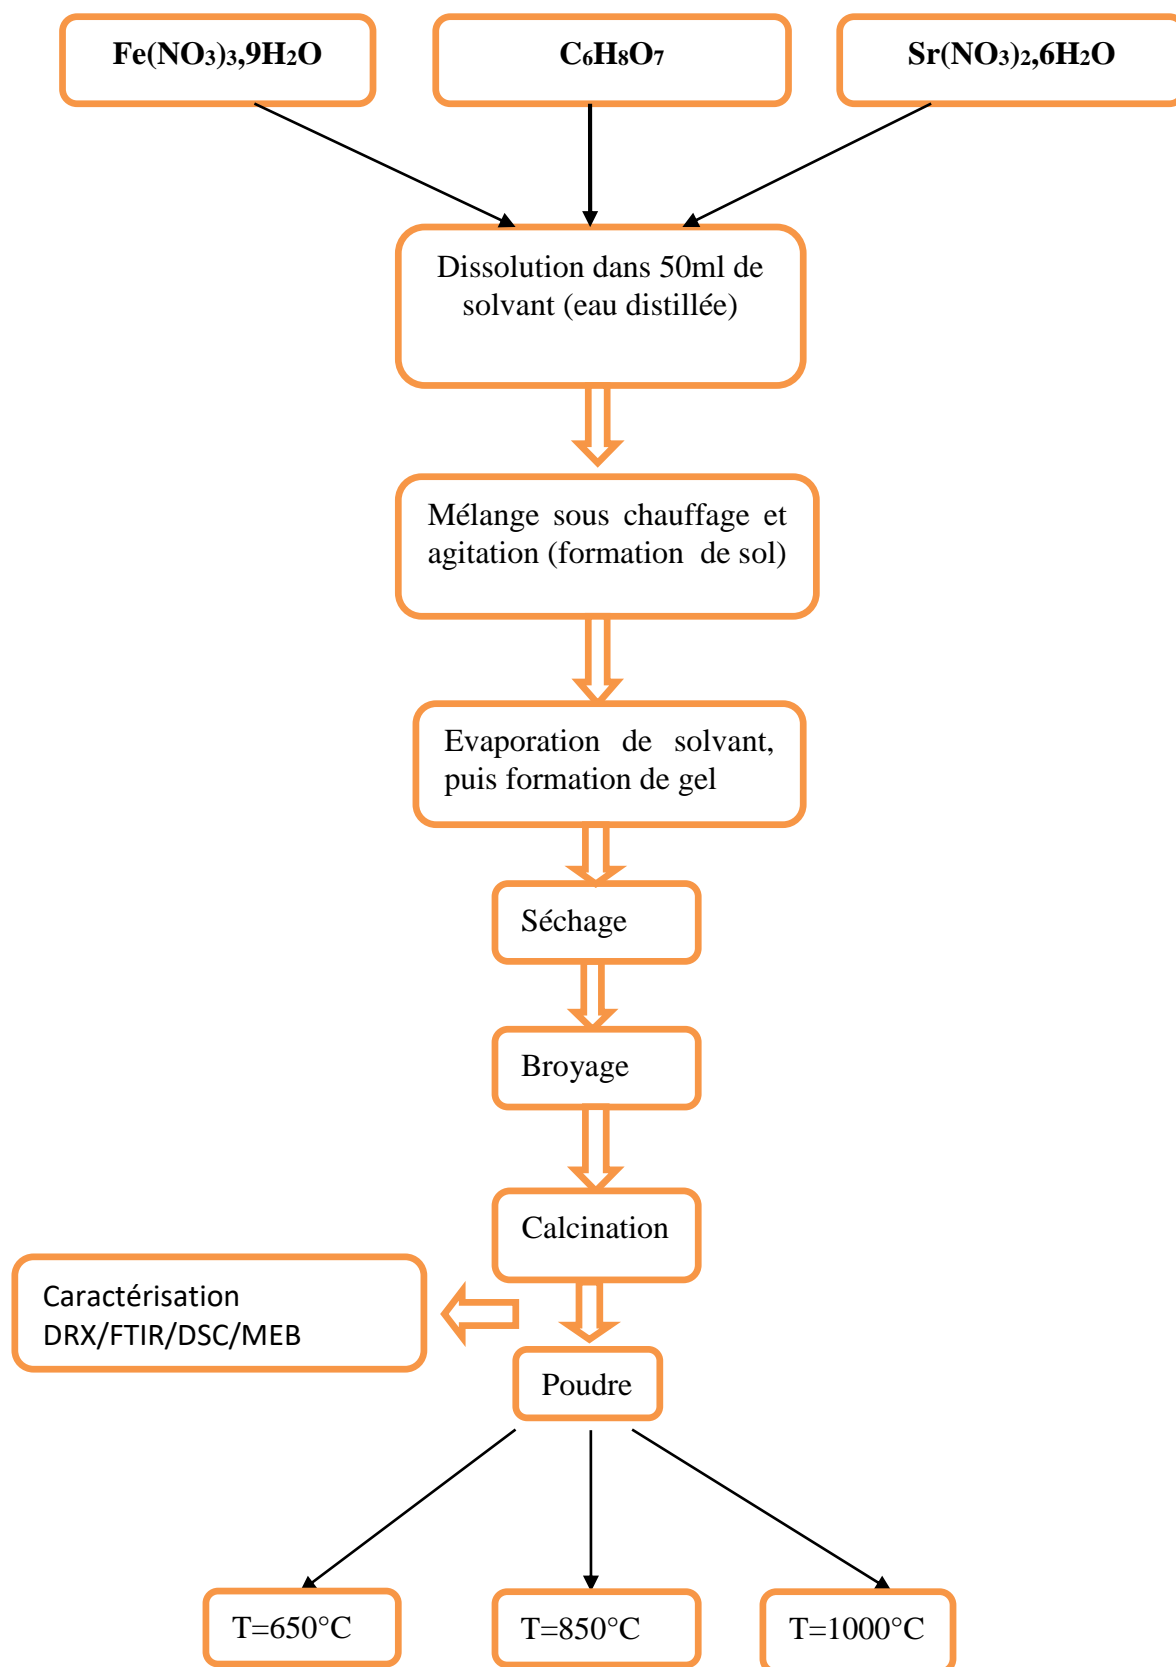 Fe(NO₃)₃,9H₂O
C₆H₈O₇
Sr(NO₃)₂,6H₂O
Dissolution dans 50ml de
solvant (eau distillée)
Mélange sous chauffage et
agitation (formation de sol)
Evaporation de solvant,
puis formation de gel
Séchage
Broyage
Calcination
Caractérisation
DRX/FTIR/DSC/MEB
Poudre
T=650°C
T=850°C
T=1000°C